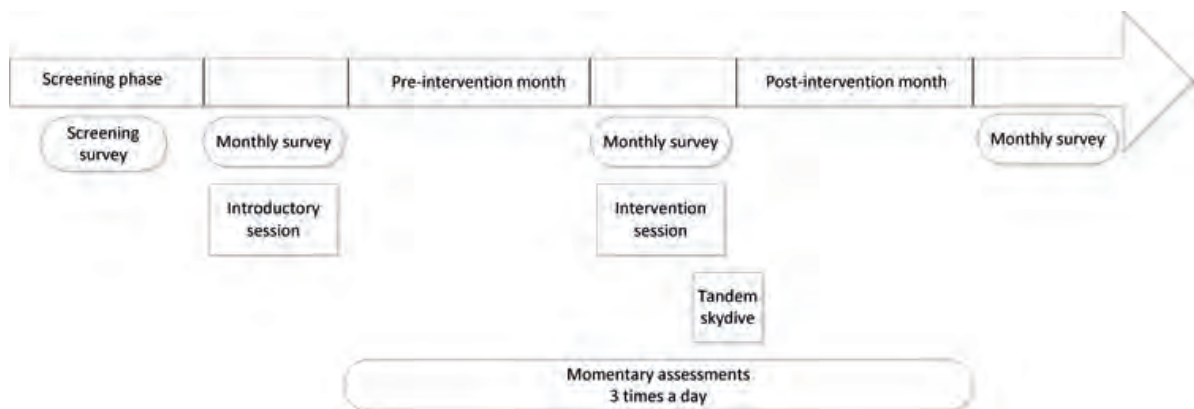 Screening phase
Pre-intervention month
Post-intervention month
Screening
survey
Monthly survey
Monthly survey
Monthly survey
Introductory
session
Intervention
session
Tandem
skydive
Momentary assessments
3 times a day